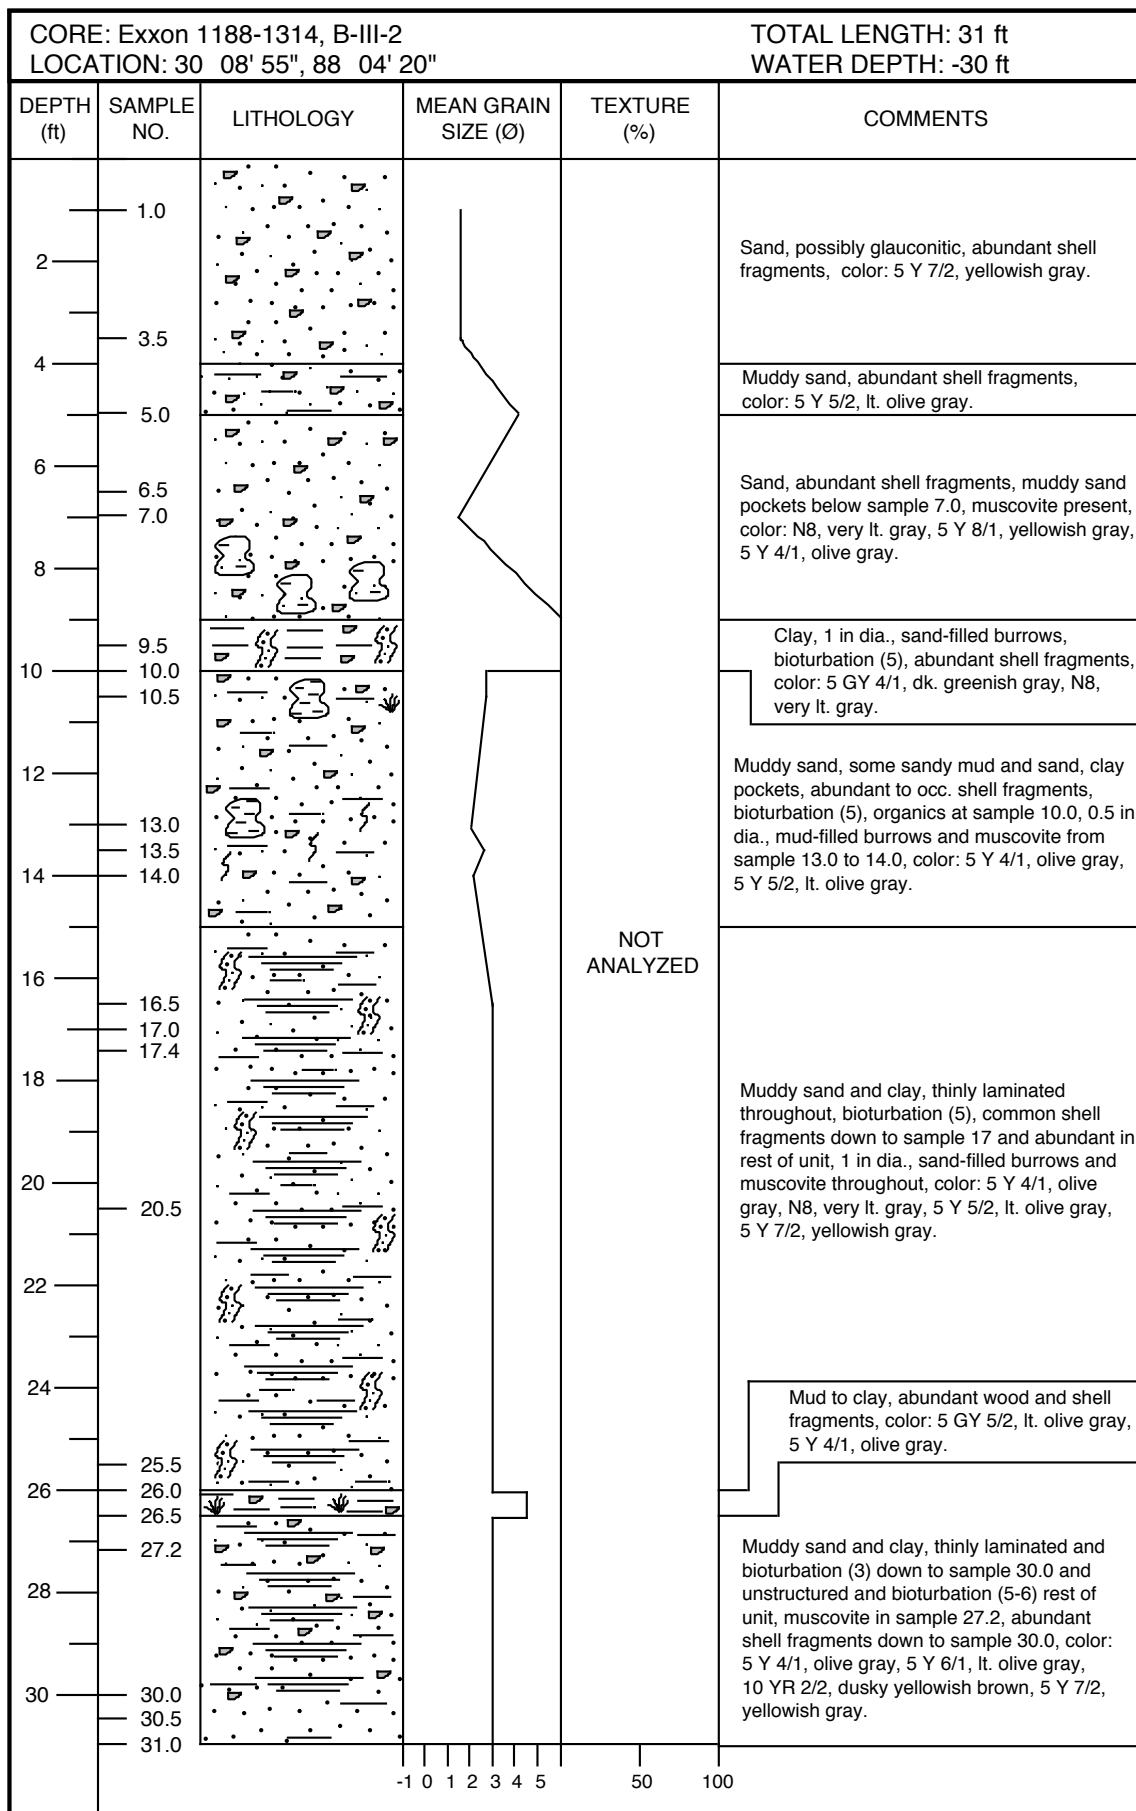 CORE: Exxon 1188-1314, B-III-2
TOTAL LENGTH: 31 ft
LOCATION: 30 08' 55", 88 04' 20"
WATER DEPTH: -30 ft
DEPTH
(ft)
SAMPLE
NO.
LITHOLOGY
MEAN GRAIN
SIZE (Ø)
TEXTURE
(%)
COMMENTS
2
4
6
8
10
12
14
16
18
20
22
24
26
28
30
1.0
3.5
5.0
6.5
7.0
9.5
10.0
10.5
13.0
13.5
14.0
16.5
17.0
17.4
20.5
25.5
26.0
26.5
27.2
30.0
30.5
31.0
-1 0 1 2 3 4 5
NOT
ANALYZED
50 100
Sand, possibly glauconitic, abundant shell
fragments, color: 5 Y 7/2, yellowish gray.
Muddy sand, abundant shell fragments,
color: 5 Y 5/2, lt. olive gray.
Sand, abundant shell fragments, muddy sand
pockets below sample 7.0, muscovite present,
color: N8, very lt. gray, 5 Y 8/1, yellowish gray,
5 Y 4/1, olive gray.
Clay, 1 in dia., sand-filled burrows,
bioturbation (5), abundant shell fragments,
color: 5 GY 4/1, dk. greenish gray, N8,
very lt. gray.
Muddy sand, some sandy mud and sand, clay
pockets, abundant to occ. shell fragments,
bioturbation (5), organics at sample 10.0, 0.5 in
dia., mud-filled burrows and muscovite from
sample 13.0 to 14.0, color: 5 Y 4/1, olive gray,
5 Y 5/2, lt. olive gray.
Muddy sand and clay, thinly laminated
throughout, bioturbation (5), common shell
fragments down to sample 17 and abundant in
rest of unit, 1 in dia., sand-filled burrows and
muscovite throughout, color: 5 Y 4/1, olive
gray, N8, very lt. gray, 5 Y 5/2, lt. olive gray,
5 Y 7/2, yellowish gray.
Mud to clay, abundant wood and shell
fragments, color: 5 GY 5/2, lt. olive gray,
5 Y 4/1, olive gray.
Muddy sand and clay, thinly laminated and
bioturbation (3) down to sample 30.0 and
unstructured and bioturbation (5-6) rest of
unit, muscovite in sample 27.2, abundant
shell fragments down to sample 30.0, color:
5 Y 4/1, olive gray, 5 Y 6/1, lt. olive gray,
10 YR 2/2, dusky yellowish brown, 5 Y 7/2,
yellowish gray.